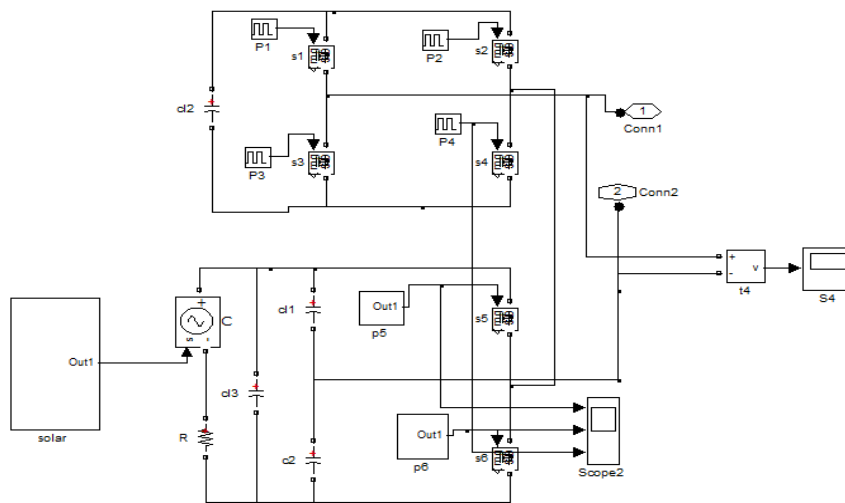 P1
s1
P2
s2
cl2
1
Conn1
P3
s3
P4
s4
2
Conn2
+
-
v
t4
S4
Out1
solar
+
s
-
C
R
cl3
cl1
c2
Out1
p5
s5
Out1
p6
s6
Scope2